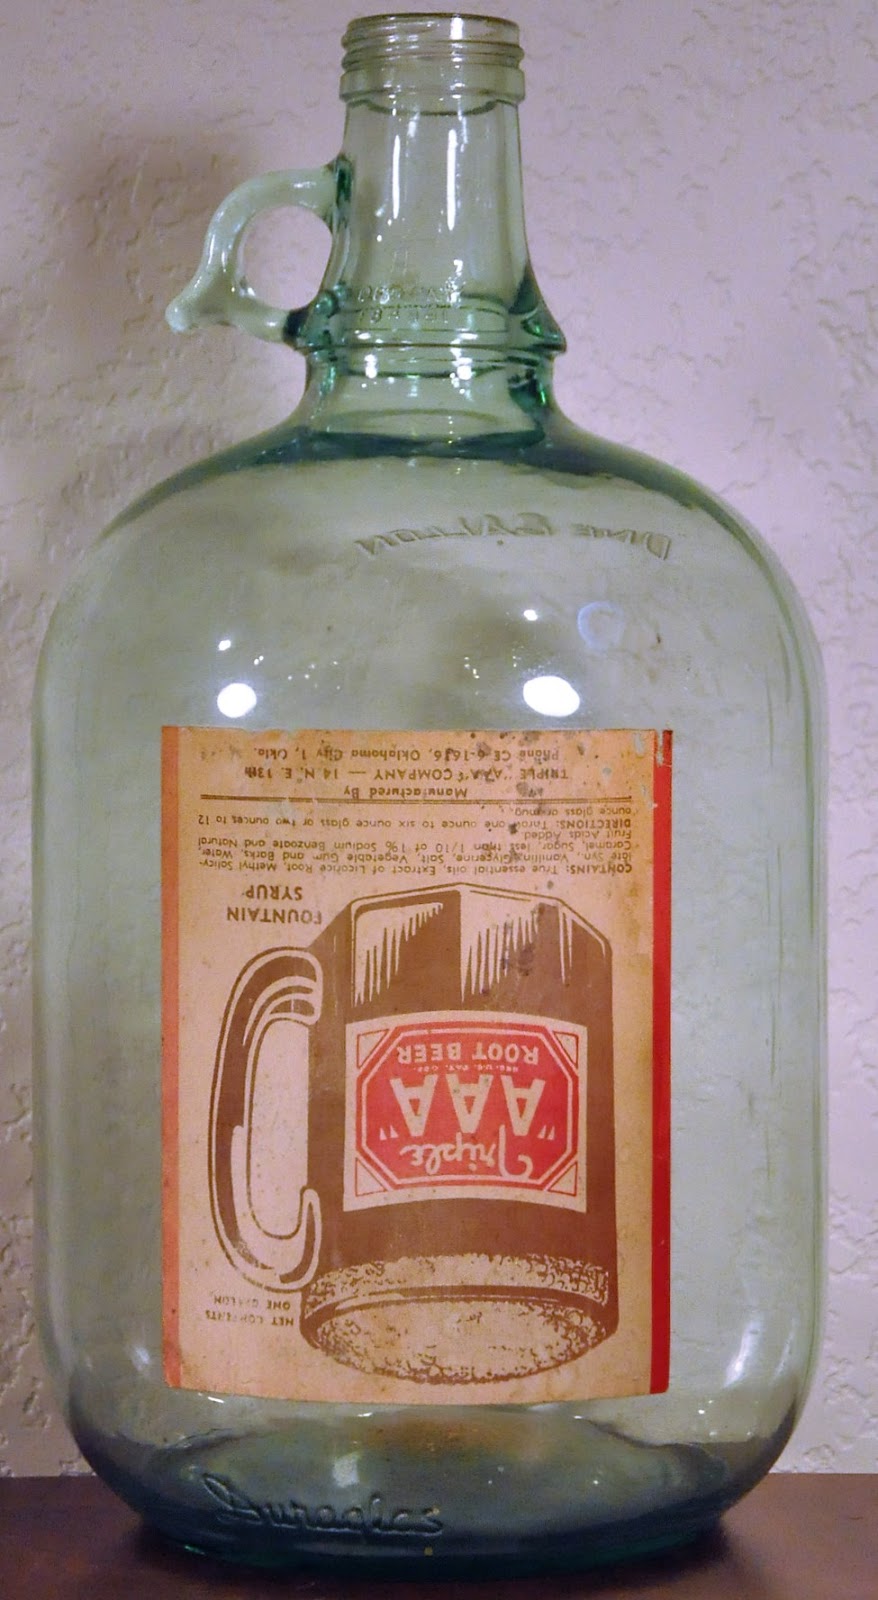 ONE GALLON
NET CONTENTS
ONE GALLON
Triple
"AAA"
REG. U.S. PAT. OFF.
ROOT BEER
FOUNTAIN
SYRUP
CONTAINS: True essential oils, Extract of Licorice Root, Methyl Salicy-
late Syn. Vanillin, Glycerine, Salt, Vegetable Gum and Barks, Water,
Caramel, Sugar, less than 1/10 of 1% Sodium Benzoate and Natural
Fruit Acids Added
DIRECTIONS: Throw one ounce to six ounce glass or two ounces to 12
ounce glass or mug.
Manufactured By
TRIPLE "AAA" COMPANY — 14 N. E. 13th
Phone CE 6-1616, Oklahoma City 1, Okla.
Duraglas